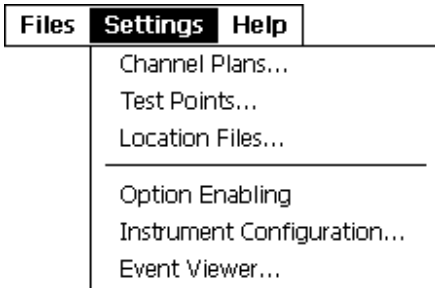 Files Settings Help
Channel Plans...
Test Points...
Location Files...
Option Enabling
Instrument Configuration...
Event Viewer...